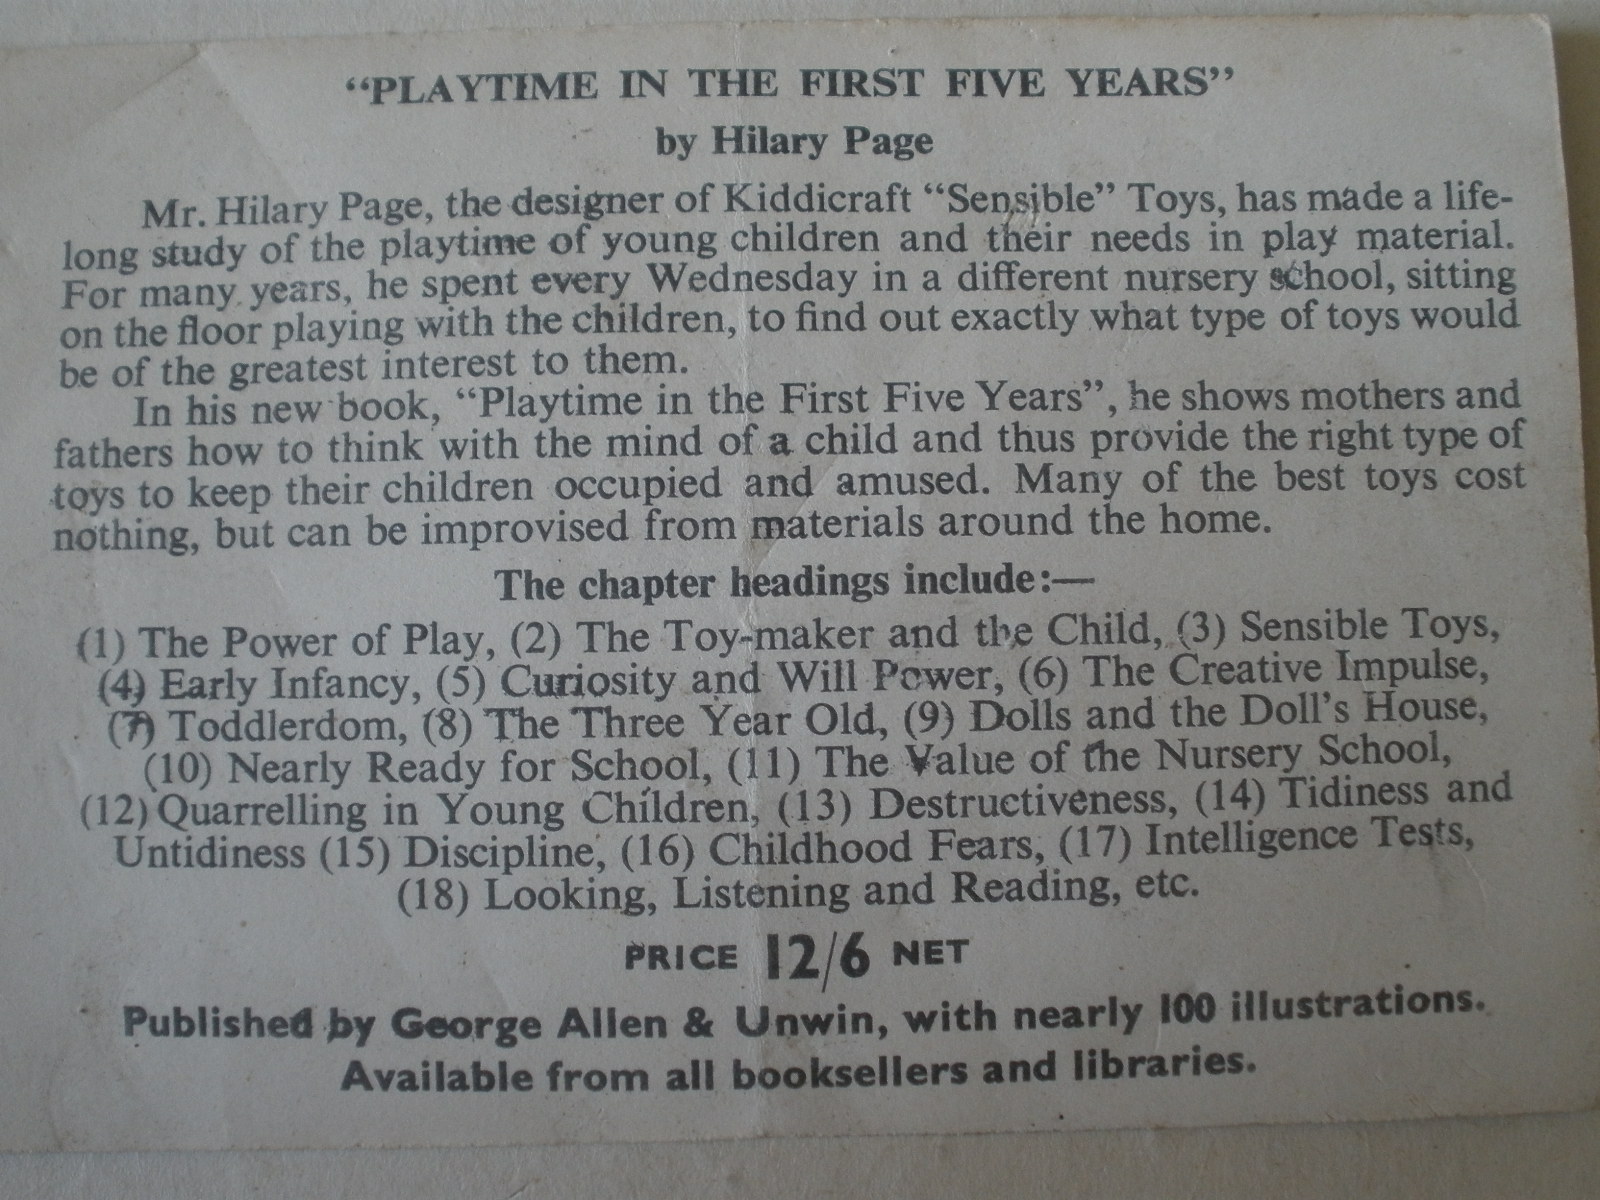 “PLAYTIME IN THE FIRST FIVE YEARS”
by Hilary Page
Mr. Hilary Page, the designer of Kiddicraft “Sensible” Toys, has made a life-
long study of the playtime of young children and their needs in play material.
For many years, he spent every Wednesday in a different nursery school, sitting
on the floor playing with the children, to find out exactly what type of toys would
be of the greatest interest to them.
In his new book, “Playtime in the First Five Years”, he shows mothers and
fathers how to think with the mind of a child and thus provide the right type of
toys to keep their children occupied and amused. Many of the best toys cost
nothing, but can be improvised from materials around the home.
The chapter headings include:—
(1) The Power of Play, (2) The Toy-maker and the Child, (3) Sensible Toys,
(4) Early Infancy, (5) Curiosity and Will Power, (6) The Creative Impulse,
(7) Toddlerdom, (8) The Three Year Old, (9) Dolls and the Doll’s House,
(10) Nearly Ready for School, (11) The Value of the Nursery School,
(12) Quarrelling in Young Children, (13) Destructiveness, (14) Tidiness and
Untidiness (15) Discipline, (16) Childhood Fears, (17) Intelligence Tests,
(18) Looking, Listening and Reading, etc.
PRICE 12/6 NET
Published by George Allen & Unwin, with nearly 100 illustrations.
Available from all booksellers and libraries.